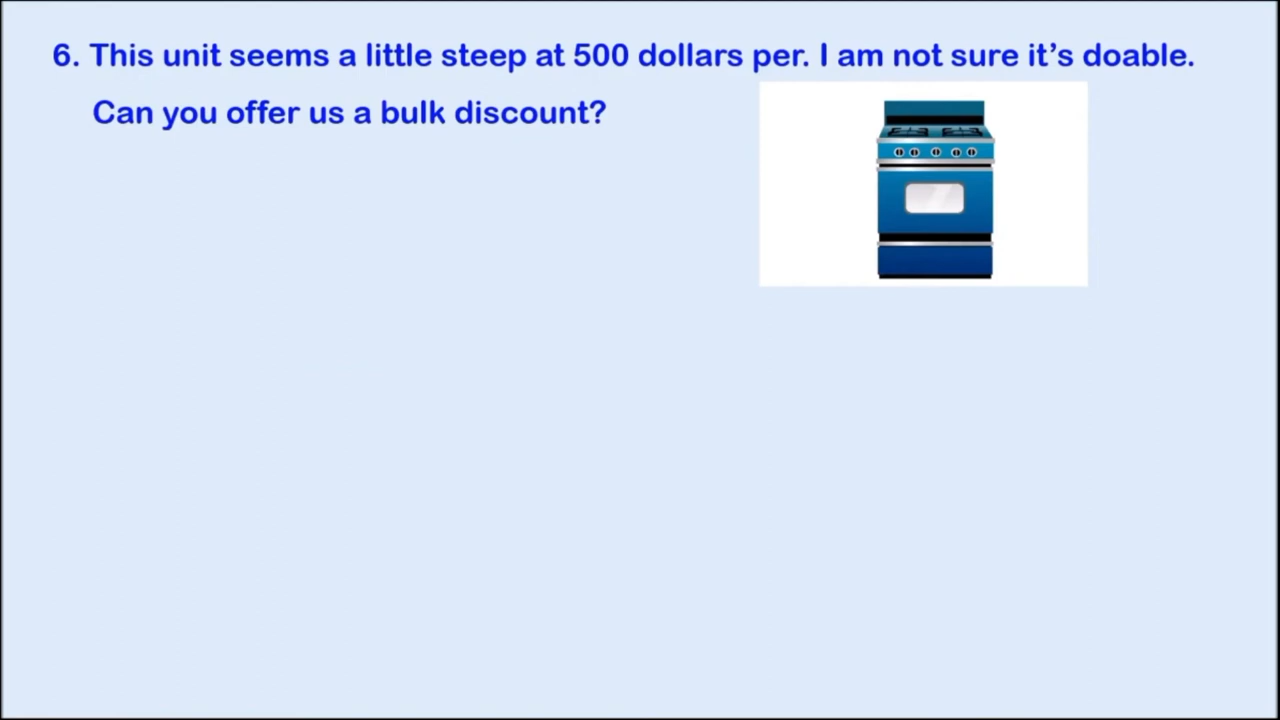 6. This unit seems a little steep at 500 dollars per. I am not sure it's doable.
Can you offer us a bulk discount?